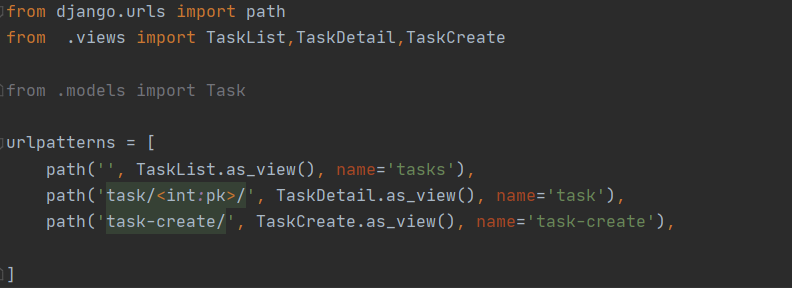 from django.urls import path
from  .views import TaskList,TaskDetail,TaskCreate
from .models import Task
urlpatterns = [
    path('', TaskList.as_view(), name='tasks'),
    path('task/<int:pk>/', TaskDetail.as_view(), name='task'),
    path('task-create/', TaskCreate.as_view(), name='task-create'),
]